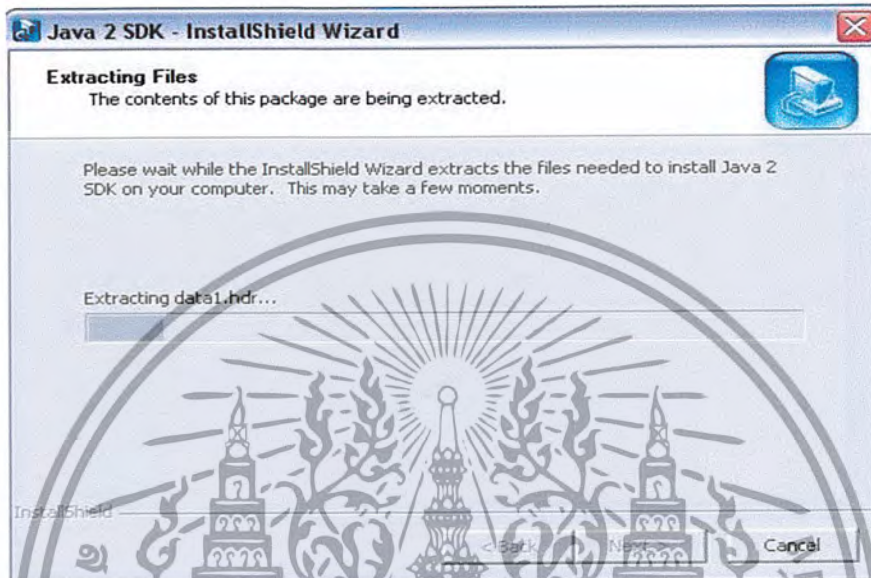 Java 2 SDK - InstallShield Wizard
Extracting Files
The contents of this package are being extracted.
Please wait while the InstallShield Wizard extracts the files needed to install Java 2
SDK on your computer. This may take a few moments.
Extracting data1.hdr...
InstallShield
< Back
Next >
Cancel